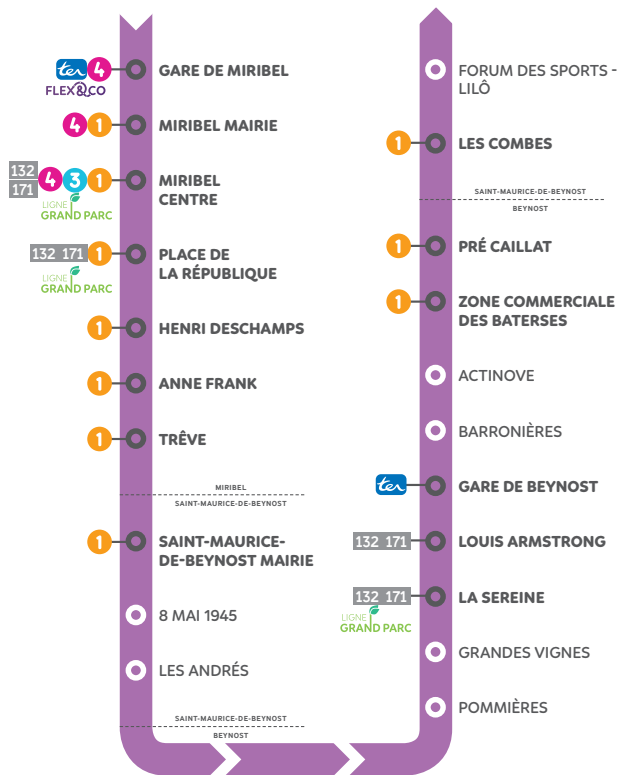 ter 4
FLEX&CO
GARE DE MIRIBEL
4 1
MIRIBEL MAIRIE
132
171
4 3 1
LIGNE
GRAND PARC
MIRIBEL
CENTRE
132 171 1
LIGNE
GRAND PARC
PLACE DE
LA RÉPUBLIQUE
1
HENRI DESCHAMPS
1
ANNE FRANK
1
TRÊVE
MIRIBEL
SAINT-MAURICE-DE-BEYNOST
1
SAINT-MAURICE-
DE-BEYNOST MAIRIE
8 MAI 1945
LES ANDRÉS
SAINT-MAURICE-DE-BEYNOST
BEYNOST
FORUM DES SPORTS -
LILÔ
1
LES COMBES
SAINT-MAURICE-DE-BEYNOST
BEYNOST
1
PRÉ CAILLAT
1
ZONE COMMERCIALE
DES BATERSES
ACTINOVE
BARRONIÈRES
ter
GARE DE BEYNOST
132 171
LOUIS ARMSTRONG
132 171
LIGNE
GRAND PARC
LA SEREINE
GRANDES VIGNES
POMMIÈRES